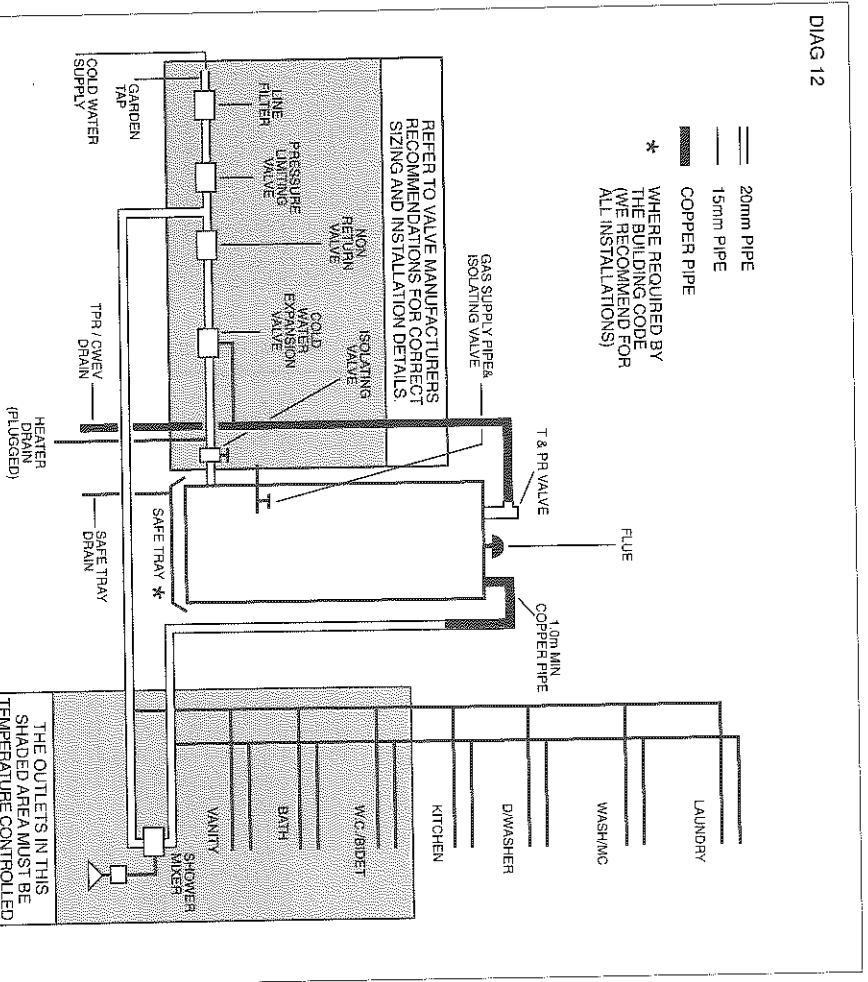 DIAG 12
20mm PIPE
15mm PIPE
COPPER PIPE
* WHERE REQUIRED BY
THE BUILDING CODE
(WE RECOMMEND FOR
ALL INSTALLATIONS)
REFER TO VALVE MANUFACTURERS
RECOMMENDATIONS FOR CORRECT
SIZING AND INSTALLATION DETAILS.
GAS SUPPLY PIPE&
ISOLATING VALVE
T & PR VALVE
FLUE
1.0m MIN
COPPER PIPE
LINE
FILTER
PRESSURE
LIMITING
VALVE
NON
RETURN
VALVE
COLD
WATER
EXPANSION
VALVE
ISOLATING
VALVE
GARDEN
TAP
COLD WATER
SUPPLY
TPR / CWEV
DRAIN
HEATER
DRAIN
(PLUGGED)
SAFE TRAY *
SAFE TRAY
DRAIN
LAUNDRY
WASH/MC
D/WASHER
KITCHEN
W.C./BIDET
BATH
VANITY
SHOWER
MIXER
THE OUTLETS IN THIS
SHADED AREA MUST BE
TEMPERATURE CONTROLLED